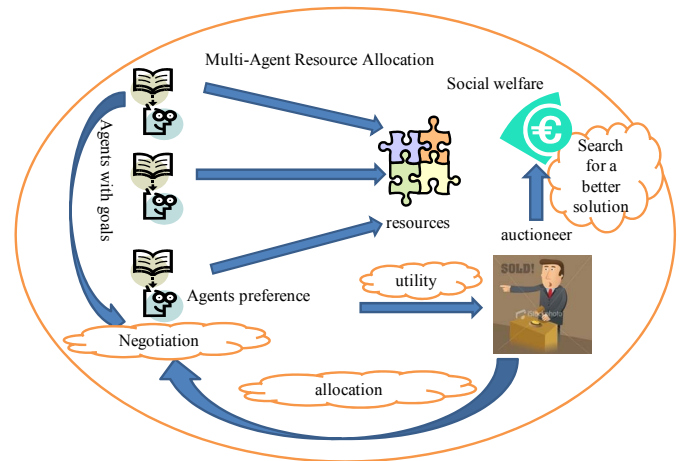 Multi-Agent Resource Allocation
Social welfare
€
Agents with goals
Search
for a
better
solution
resources
auctioneer
SOLD!
Agents preference
utility
iStockphoto
Negotiation
allocation